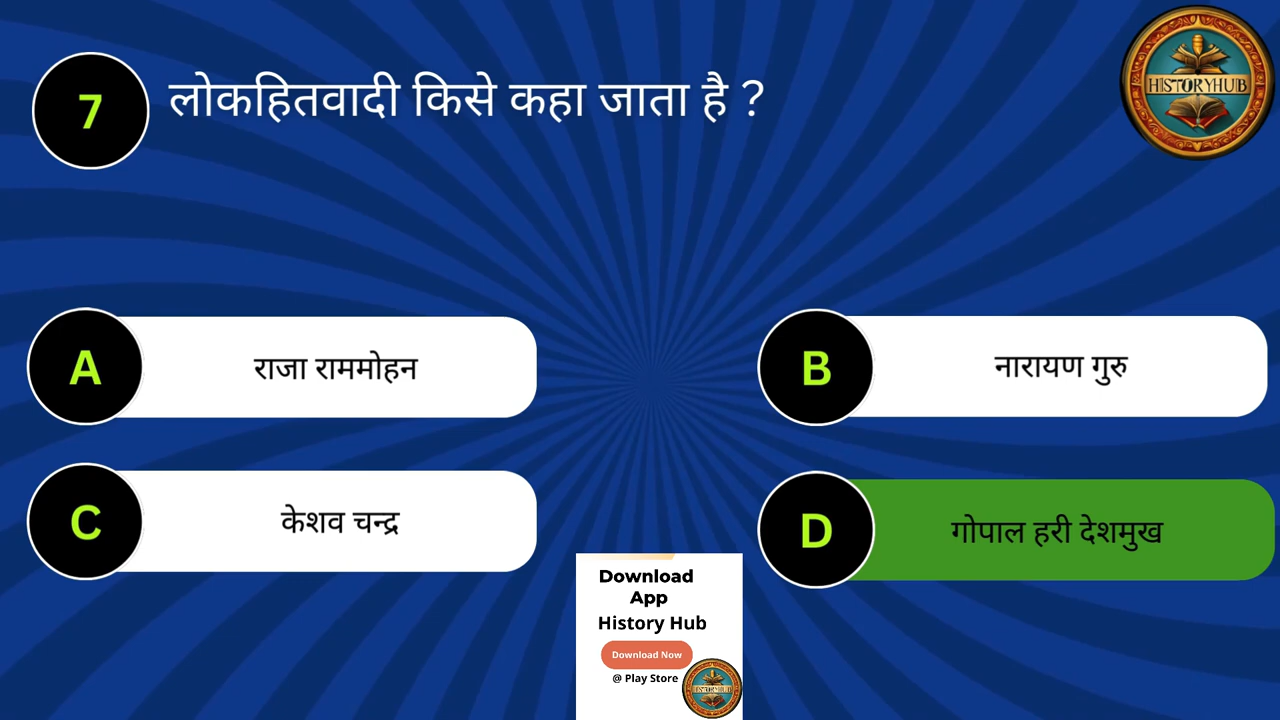 7
लोकहितवादी किसे कहा जाता है ?
HISTORYHUB
A
राजा राममोहन
B
नारायण गुरु
C
केशव चन्द्र
D
गोपाल हरी देशमुख
Download
App
History Hub
Download Now
@ Play Store
HISTORYHUB